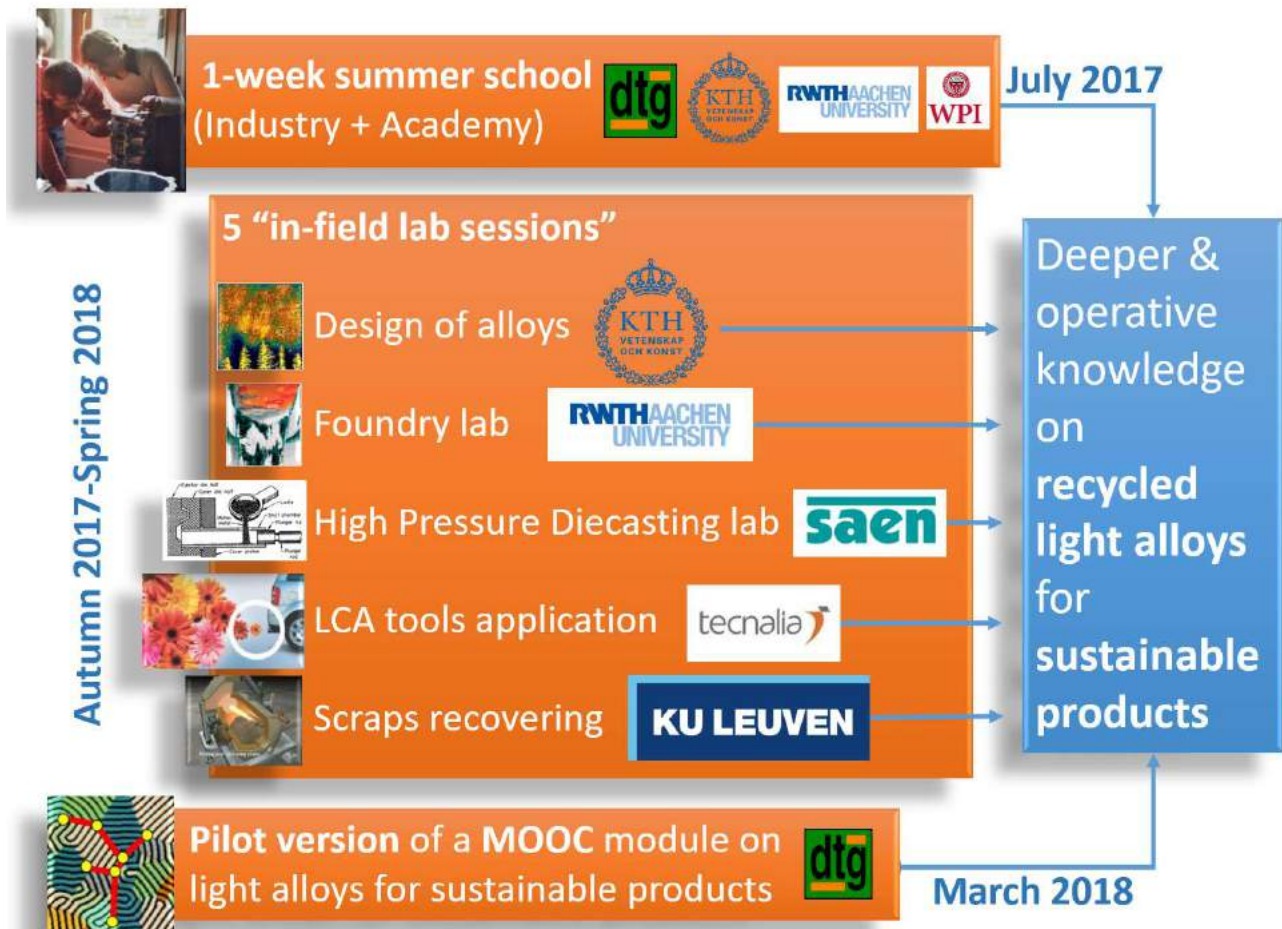 1-week summer school
(Industry + Academy)
dtg
KTH
VETENSKAP
OCH KONST
RWTHAACHEN
UNIVERSITY
WPI
July 2017
Autumn 2017-Spring 2018
5 “in-field lab sessions”
Design of alloys
KTH
VETENSKAP
OCH KONST
Foundry lab
RWTHAACHEN
UNIVERSITY
High Pressure Diecasting lab
saen
LCA tools application
tecnalia
Scraps recovering
KU LEUVEN
Deeper &
operative
knowledge
on
recycled
light alloys
for
sustainable
products
Pilot version of a MOOC module on
light alloys for sustainable products
dtg
March 2018